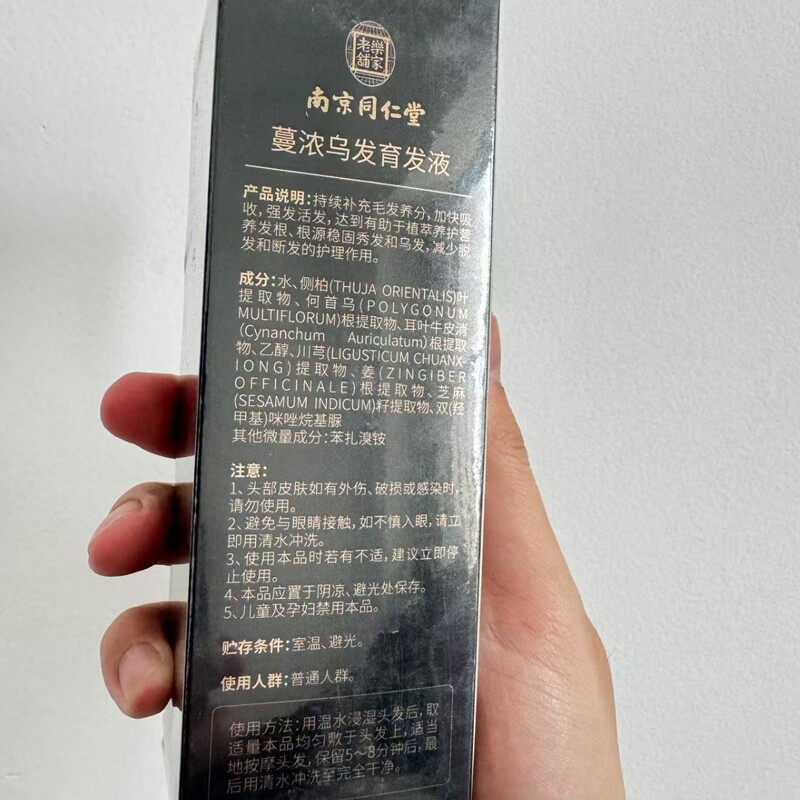 老樂
舖家
南京同仁堂
蔓浓乌发育发液
产品说明:持续补充毛发养分,加快吸
收,强发活发,达到有助于植萃养护营
养发根、根源稳固秀发和乌发,减少脱
发和断发的护理作用。
成分:水、侧柏(THUJA ORIENTALIS)叶
提取物、何首乌(POLYGONUM
MULTIFLORUM)根提取物、耳叶牛皮消
(Cynanchum Auriculatum)根提取
物、乙醇、川芎(LIGUSTICUM CHUANX-
IONG)提取物、姜(ZINGIBER
OFFICINALE)根提取物、芝麻
(SESAMUM INDICUM)籽提取物、双(羟
甲基)咪唑烷基脲
其他微量成分:苯扎溴铵
注意:
1、头部皮肤如有外伤、破损或感染时,
请勿使用。
2、避免与眼睛接触,如不慎入眼,请立
即用清水冲洗。
3、使用本品时若有不适,建议立即停
止使用。
4、本品应置于阴凉、避光处保存。
5、儿童及孕妇禁用本品。
贮存条件:室温、避光。
使用人群:普通人群。
使用方法:用温水浸湿头发后,取
适量本品均匀敷于头发上,适当
地按摩头发,保留5~8分钟后,最
后用清水冲洗至完全干净。